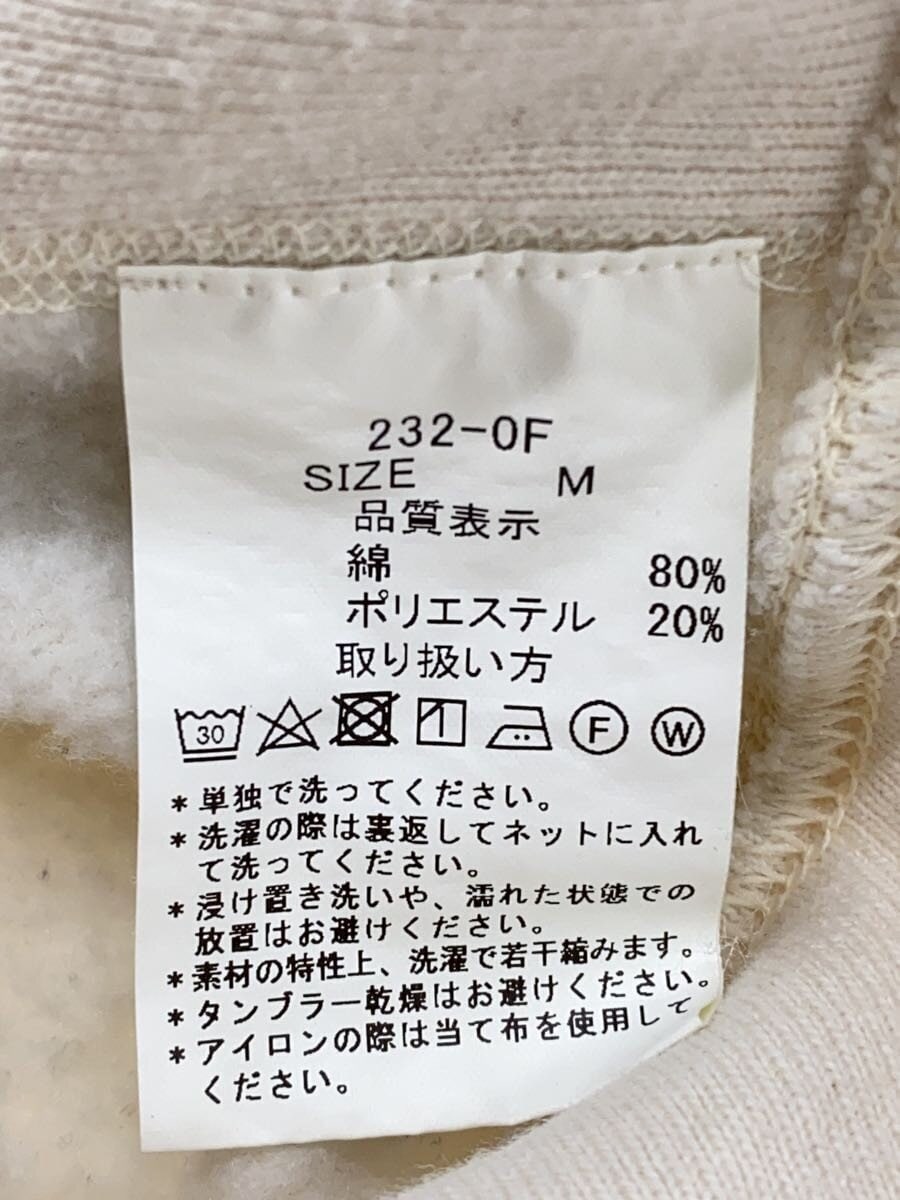 232-0F
SIZE M
品質表示
綿 80%
ポリエステル 20%
取り扱い方
30 F W
*単独で洗ってください。
*洗濯の際は裏返してネットに入れ
て洗ってください。
*浸け置き洗いや、濡れた状態での
放置はお避けください。
*素材の特性上、洗濯で若干縮みます。
*タンブラー乾燥はお避けください。
*アイロンの際は当て布を使用して
ください。